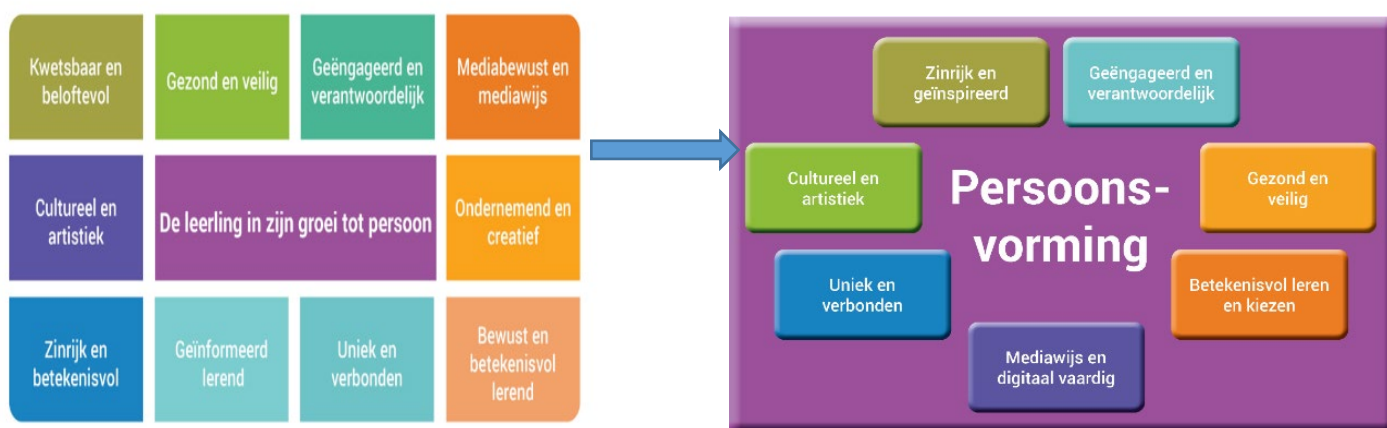 Kwetsbaar en
beloftevol
Gezond en veilig
Geëngageerd en
verantwoordelijk
Mediabewust en
mediawijs
Cultureel en
artistiek
De leerling in zijn groei tot persoon
Ondernemend en
creatief
Zinrijk en
betekenisvol
Geïnformeerd
lerend
Uniek en
verbonden
Bewust en
betekenisvol
lerend
Zinrijk en
geïnspireerd
Geëngageerd en
verantwoordelijk
Cultureel en
artistiek
Persoons-
vorming
Gezond en
veilig
Uniek en
verbonden
Betekenisvol leren
en kiezen
Mediawijs en
digitaal vaardig